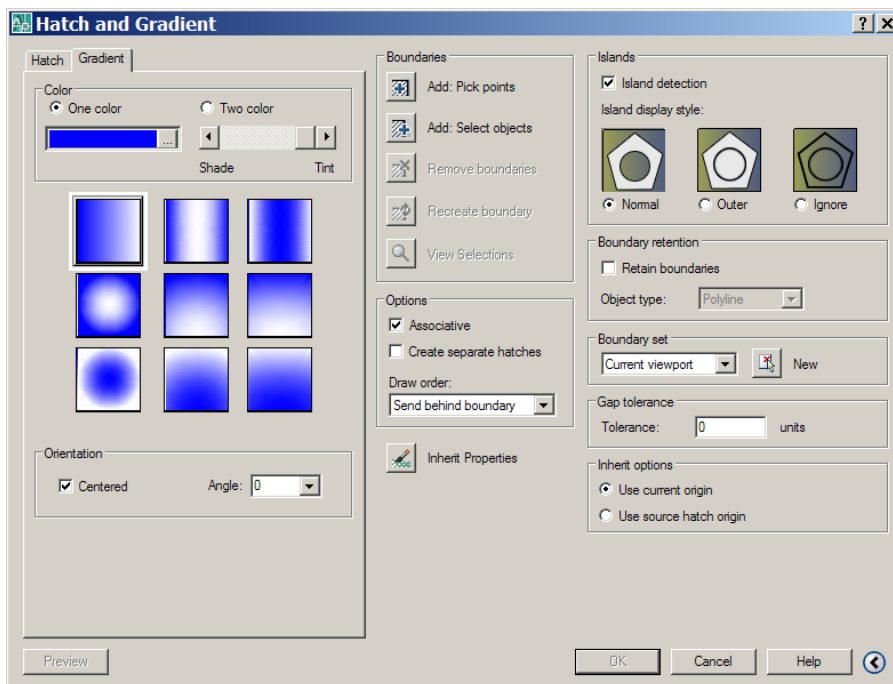 Hatch and Gradient
Hatch
Gradient
Color
One color
Two color
...
Shade
Tint
Orientation
Centered
Angle:
0
Preview
Boundaries
Add: Pick points
Add: Select objects
Remove boundaries
Recreate boundary
View Selections
Options
Associative
Create separate hatches
Draw order:
Send behind boundary
Inherit Properties
Islands
Island detection
Island display style:
Normal
Outer
Ignore
Boundary retention
Retain boundaries
Object type:
Polyline
Boundary set
Current viewport
New
Gap tolerance
Tolerance:
0
units
Inherit options
Use current origin
Use source hatch origin
OK
Cancel
Help